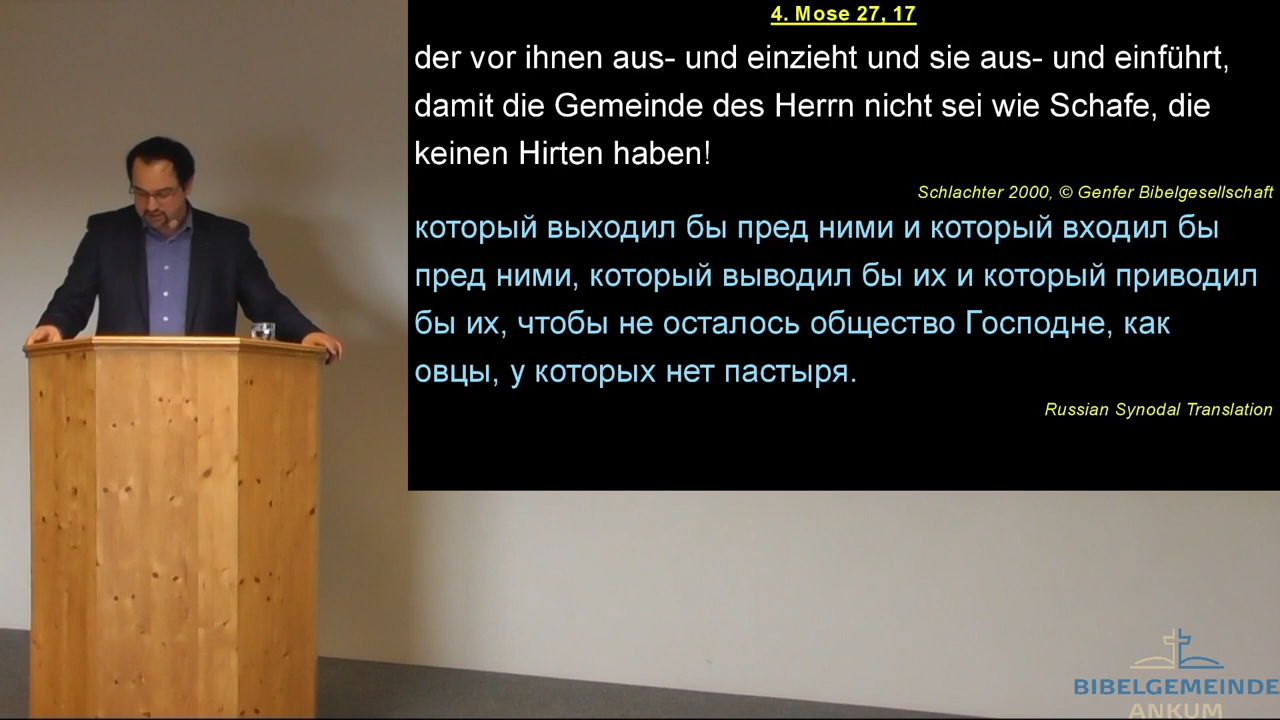 4. Mose 27, 17
der vor ihnen aus- und einzieht und sie aus- und einführt,
damit die Gemeinde des Herrn nicht sei wie Schafe, die
keinen Hirten haben!
Schlachter 2000, © Genfer Bibelgesellschaft
который выходил бы пред ними и который входил бы
пред ними, который выводил бы их и который приводил
бы их, чтобы не осталось общество Господне, как
овцы, у которых нет пастыря.
Russian Synodal Translation
BIBELGEMEINDE
ANKUM